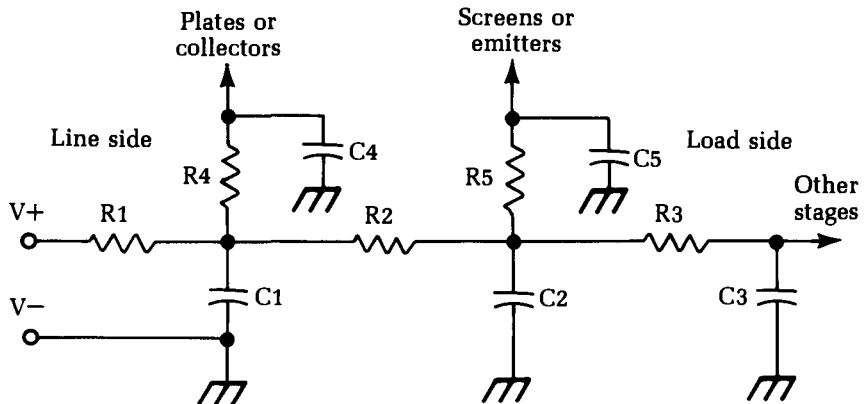 Plates or
collectors
Screens or
emitters
Line side
C4
R4
Load side
C5
R5
Other
stages
V+
R1
R2
R3
V−
C1
C2
C3